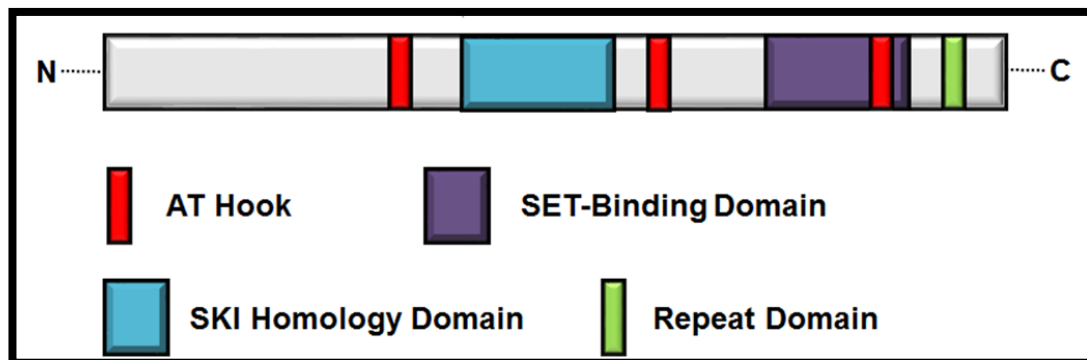 N C
AT Hook SET-Binding Domain
SKI Homology Domain Repeat Domain